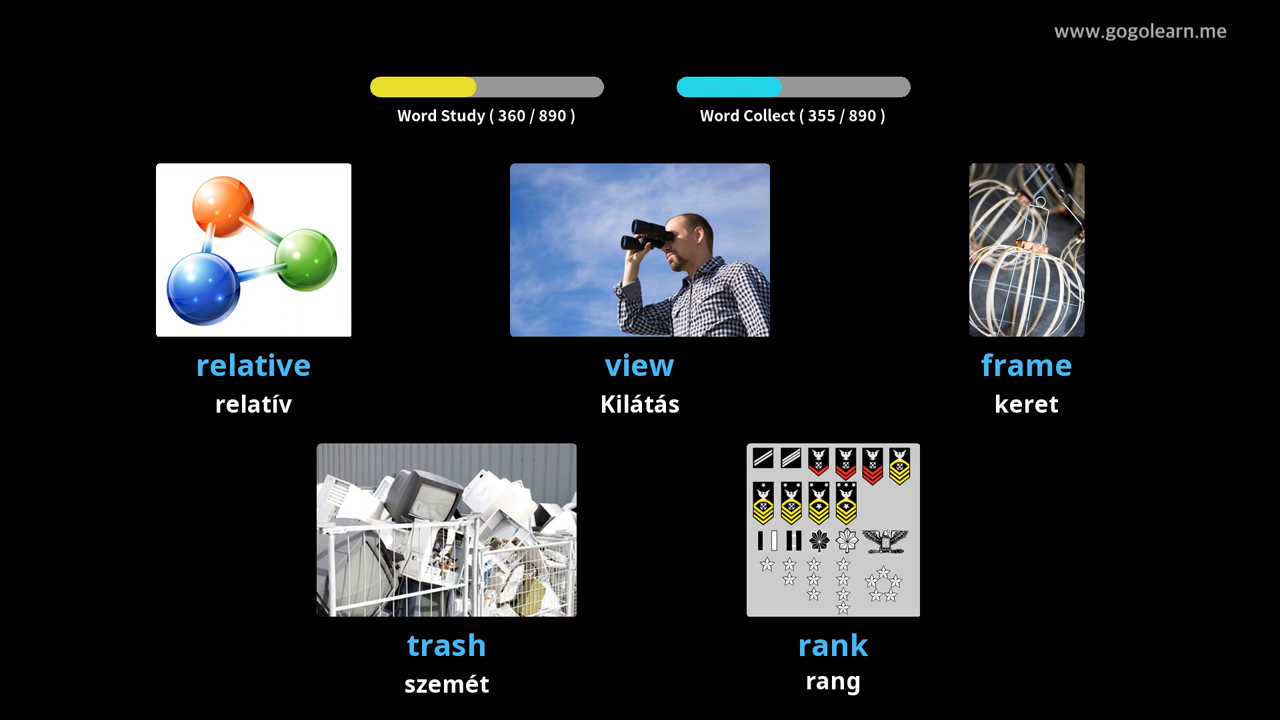 www.gogolearn.me
Word Study ( 360 / 890 )
Word Collect ( 355 / 890 )
relative
view
frame
relatív
Kilátás
keret
trash
rank
szemét
rang